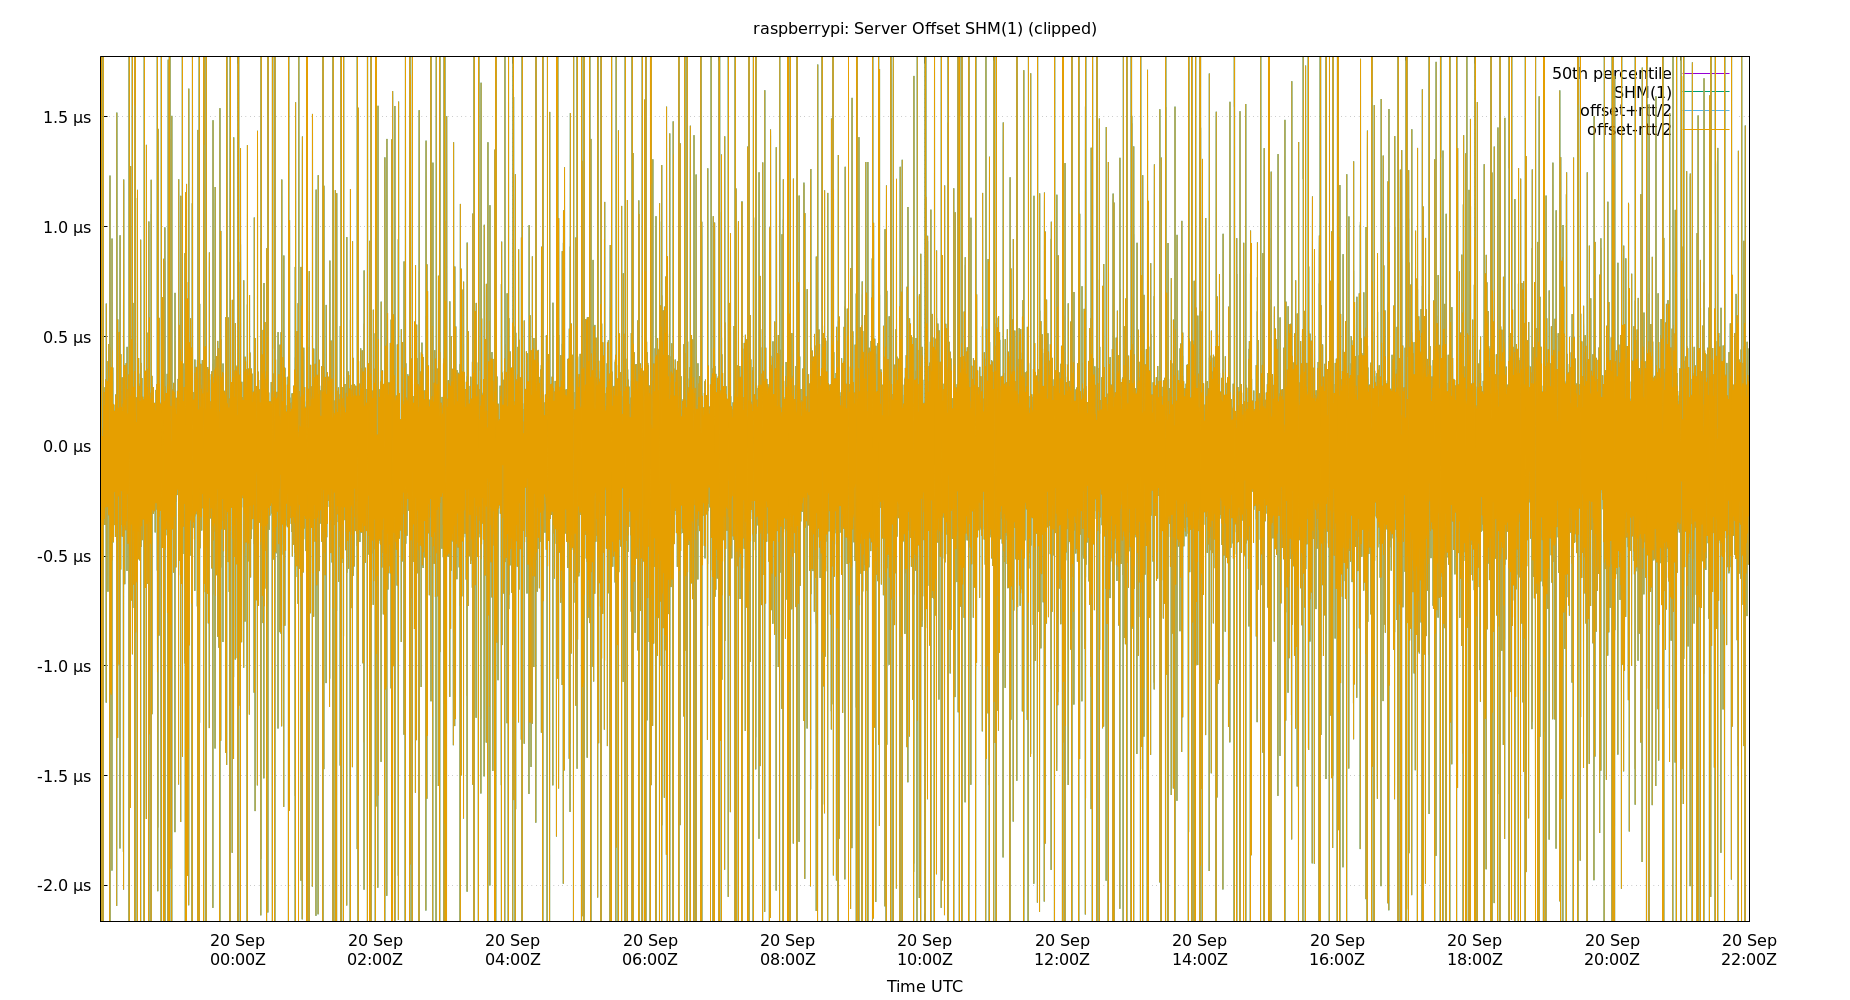 raspberrypi: Server Offset SHM(1) (clipped)
50th percentile
SHM(1)
offset+rtt/2
offset-rtt/2
1.5 µs
1.0 µs
0.5 µs
0.0 µs
-0.5 µs
-1.0 µs
-1.5 µs
-2.0 µs
20 Sep 20 Sep 20 Sep 20 Sep 20 Sep 20 Sep 20 Sep 20 Sep 20 Sep 20 Sep 20 Sep 20 Sep
00:00Z 02:00Z 04:00Z 06:00Z 08:00Z 10:00Z 12:00Z 14:00Z 16:00Z 18:00Z 20:00Z 22:00Z
Time UTC